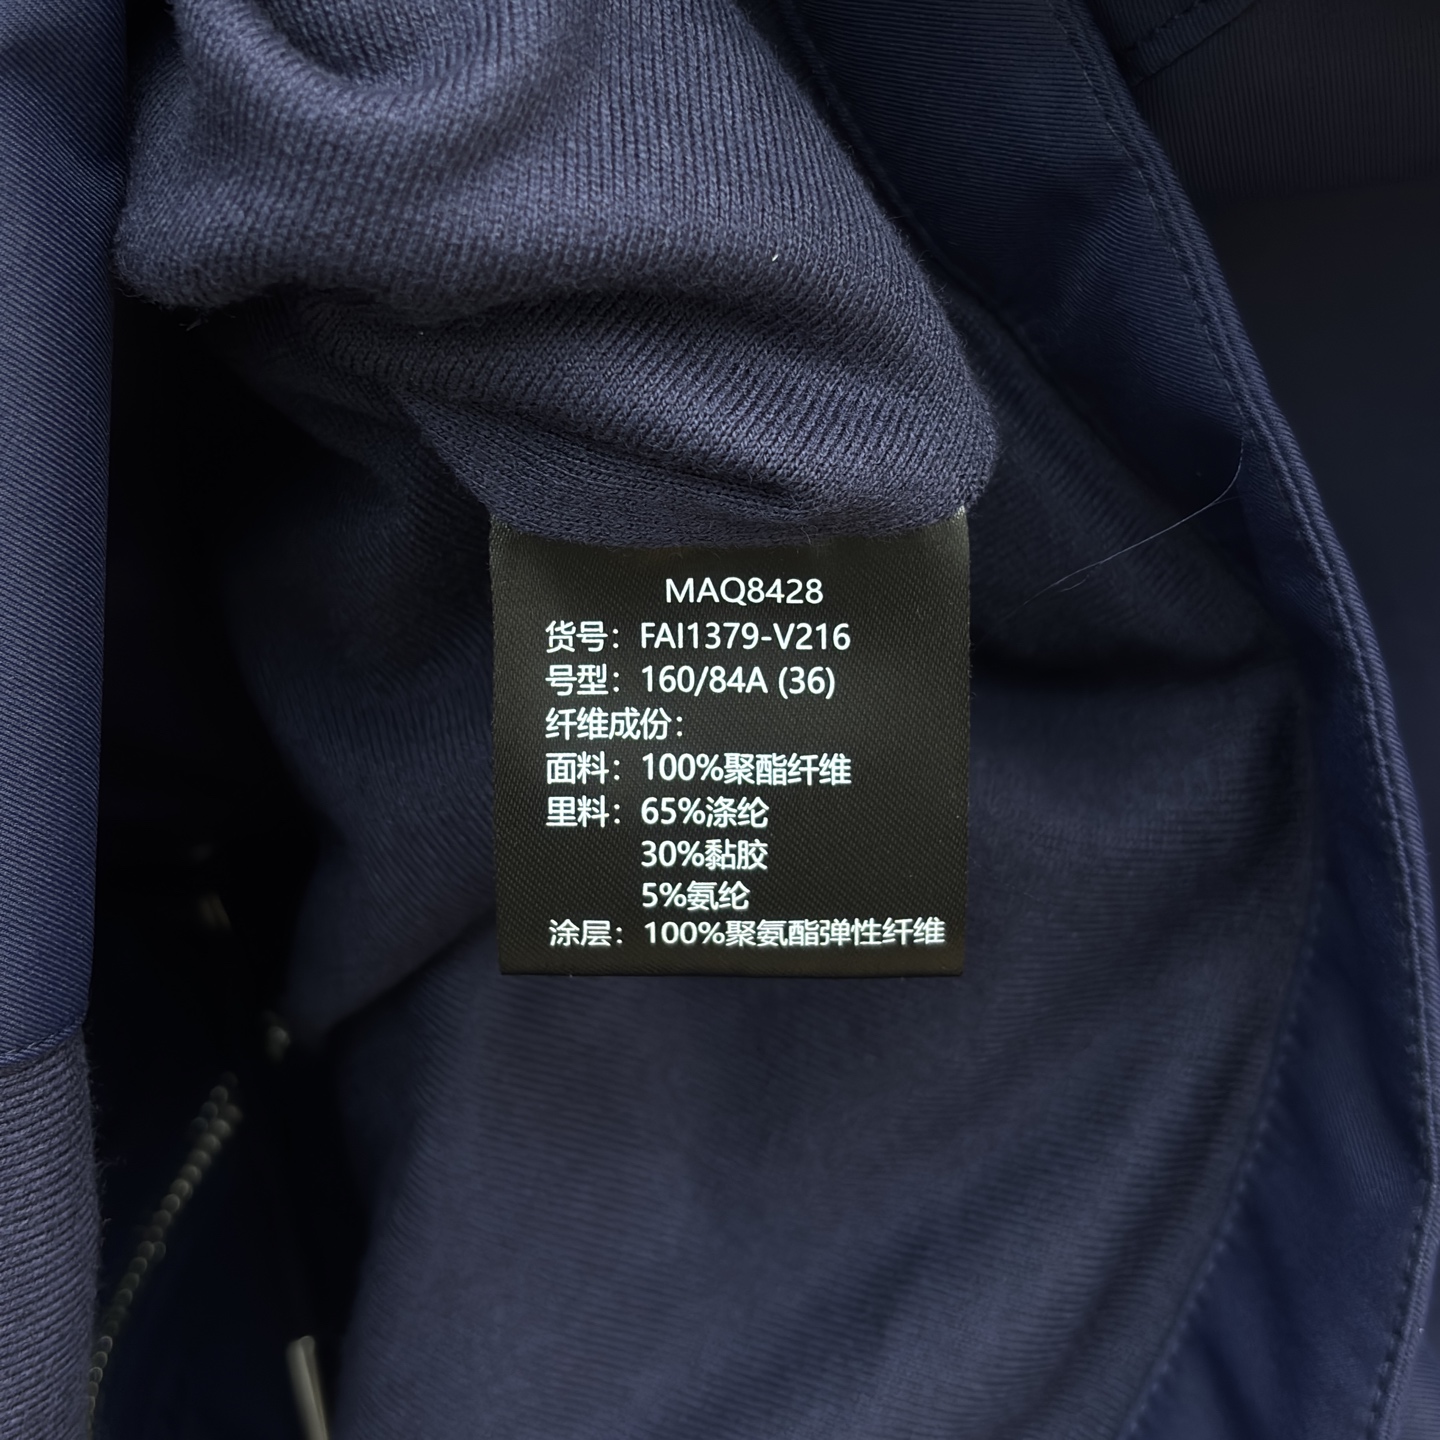 MAQ8428
货号：FAI1379-V216
号型：160/84A (36)
纤维成份：
面料：100%聚酯纤维
里料：65%涤纶
30%黏胶
5%氨纶
涂层：100%聚氨酯弹性纤维